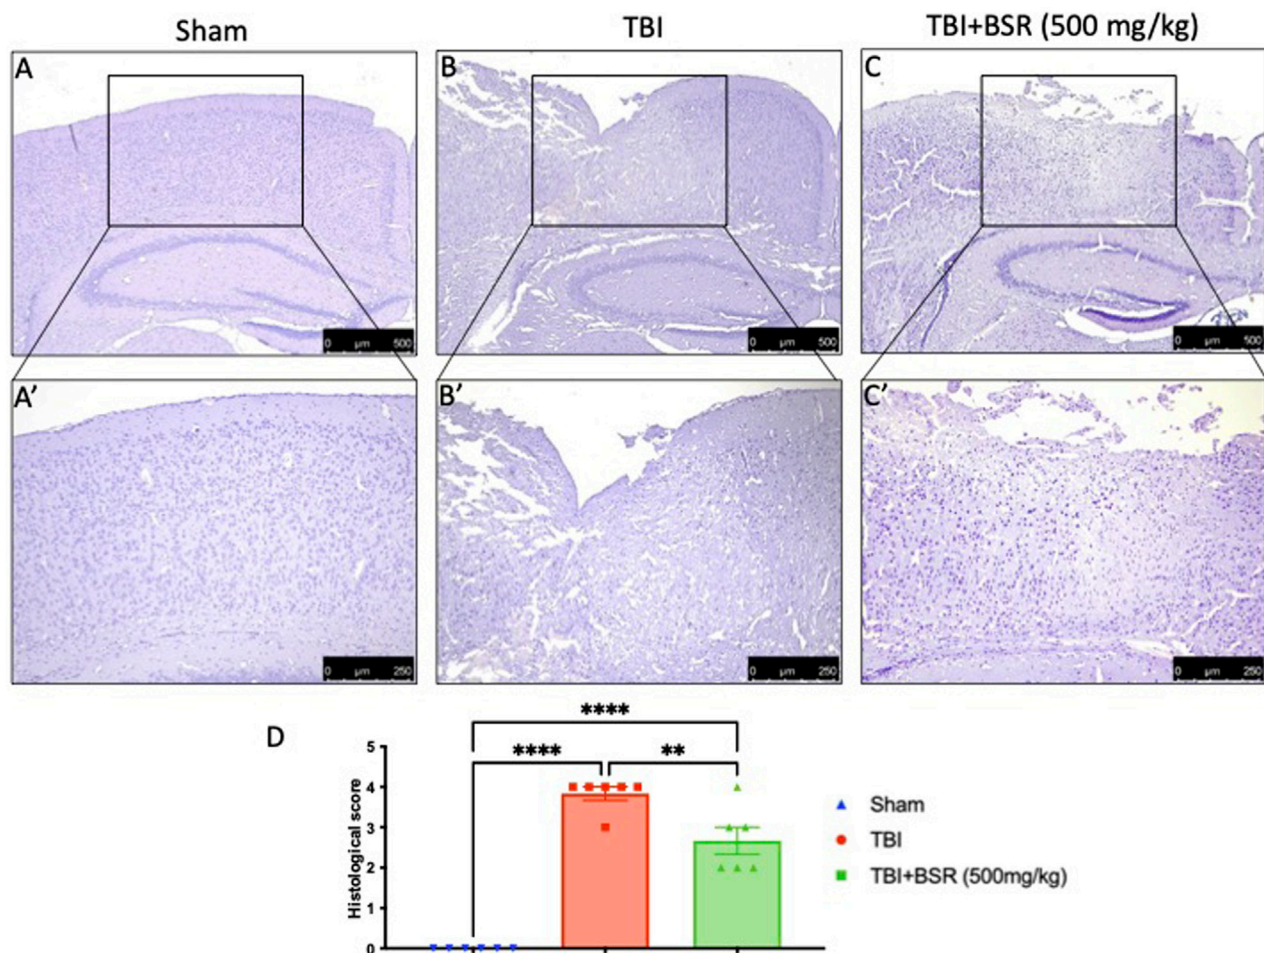 Sham
TBI
TBI+BSR (500 mg/kg)
A
B
C
0 µm 500
0 µm 500
0 µm 500
A’
B’
C’
0 µm 250
0 µm 250
0 µm 250
D
****
**** **
5
4
3
2
1
0
Histological score
Sham
TBI
TBI+BSR (500mg/kg)